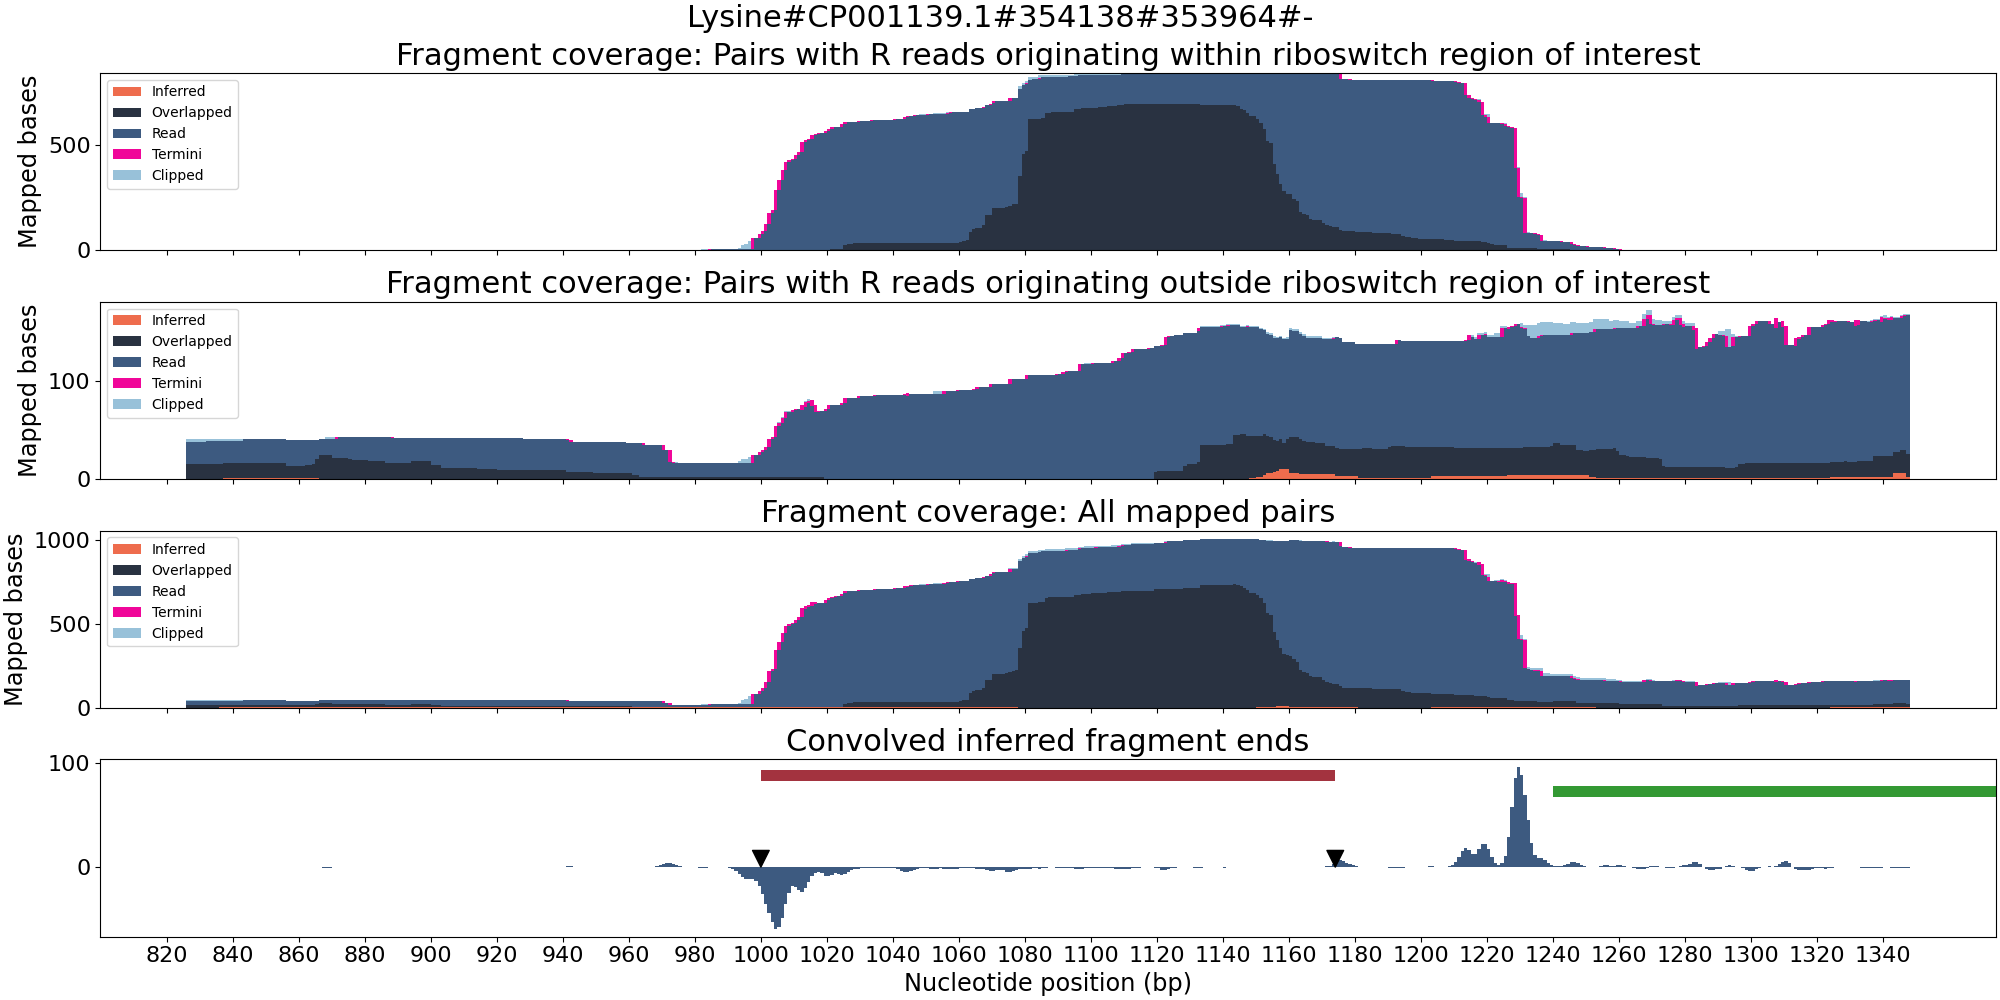 Lysine#CP001139.1#354138#353964#-
Fragment coverage: Pairs with R reads originating within riboswitch region of interest
Mapped bases
500
0
Inferred
Overlapped
Read
Termini
Clipped
Fragment coverage: Pairs with R reads originating outside riboswitch region of interest
Mapped bases
100
0
Inferred
Overlapped
Read
Termini
Clipped
Fragment coverage: All mapped pairs
Mapped bases
1000
500
0
Inferred
Overlapped
Read
Termini
Clipped
Convolved inferred fragment ends
100
0
820 840 860 880 900 920 940 960 980 1000 1020 1040 1060 1080 1100 1120 1140 1160 1180 1200 1220 1240 1260 1280 1300 1320 1340
Nucleotide position (bp)